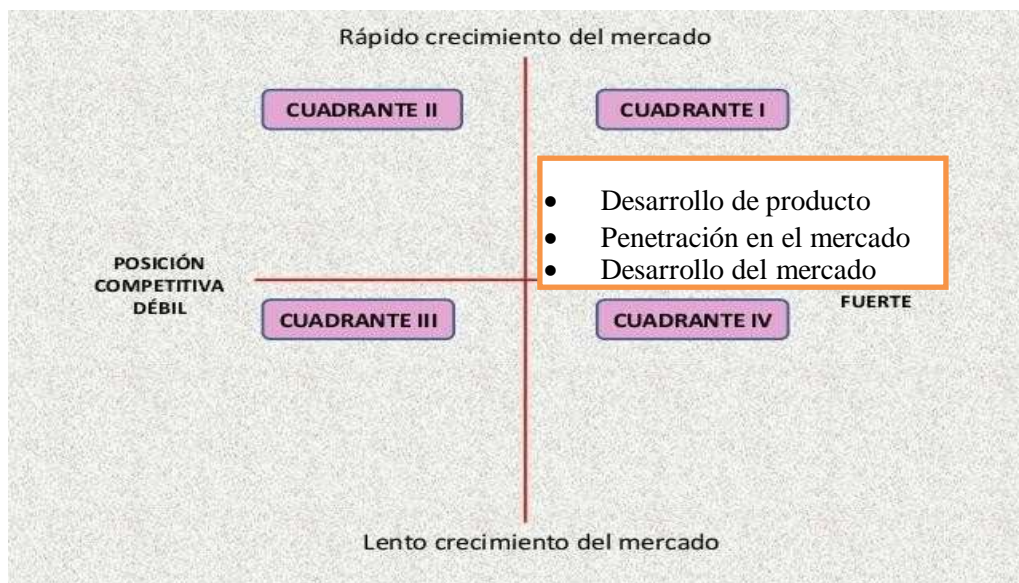 Rápido crecimiento del mercado
CUADRANTE II
CUADRANTE I
• Desarrollo de producto
• Penetración en el mercado
• Desarrollo del mercado
POSICIÓN
COMPETITIVA
DÉBIL
FUERTE
CUADRANTE III
CUADRANTE IV
Lento crecimiento del mercado